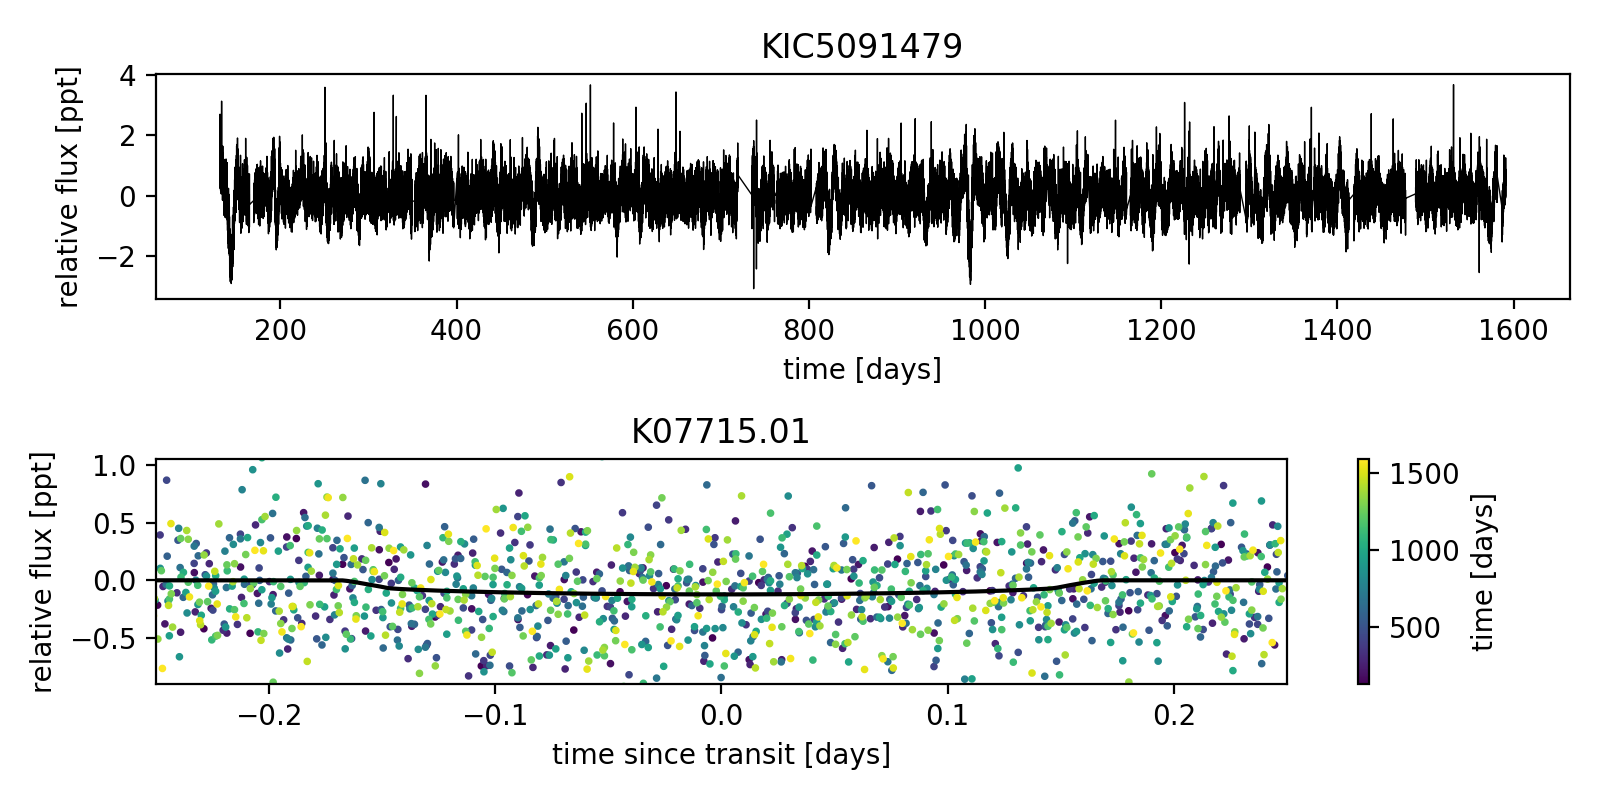 KIC5091479
relative flux [ppt]
4
2
0
−2
200 400 600 800 1000 1200 1400 1600
time [days]
K07715.01
relative flux [ppt]
1.0
0.5
0.0
−0.5
−0.2 −0.1 0.0 0.1 0.2
time since transit [days]
1500
1000
500
time [days]